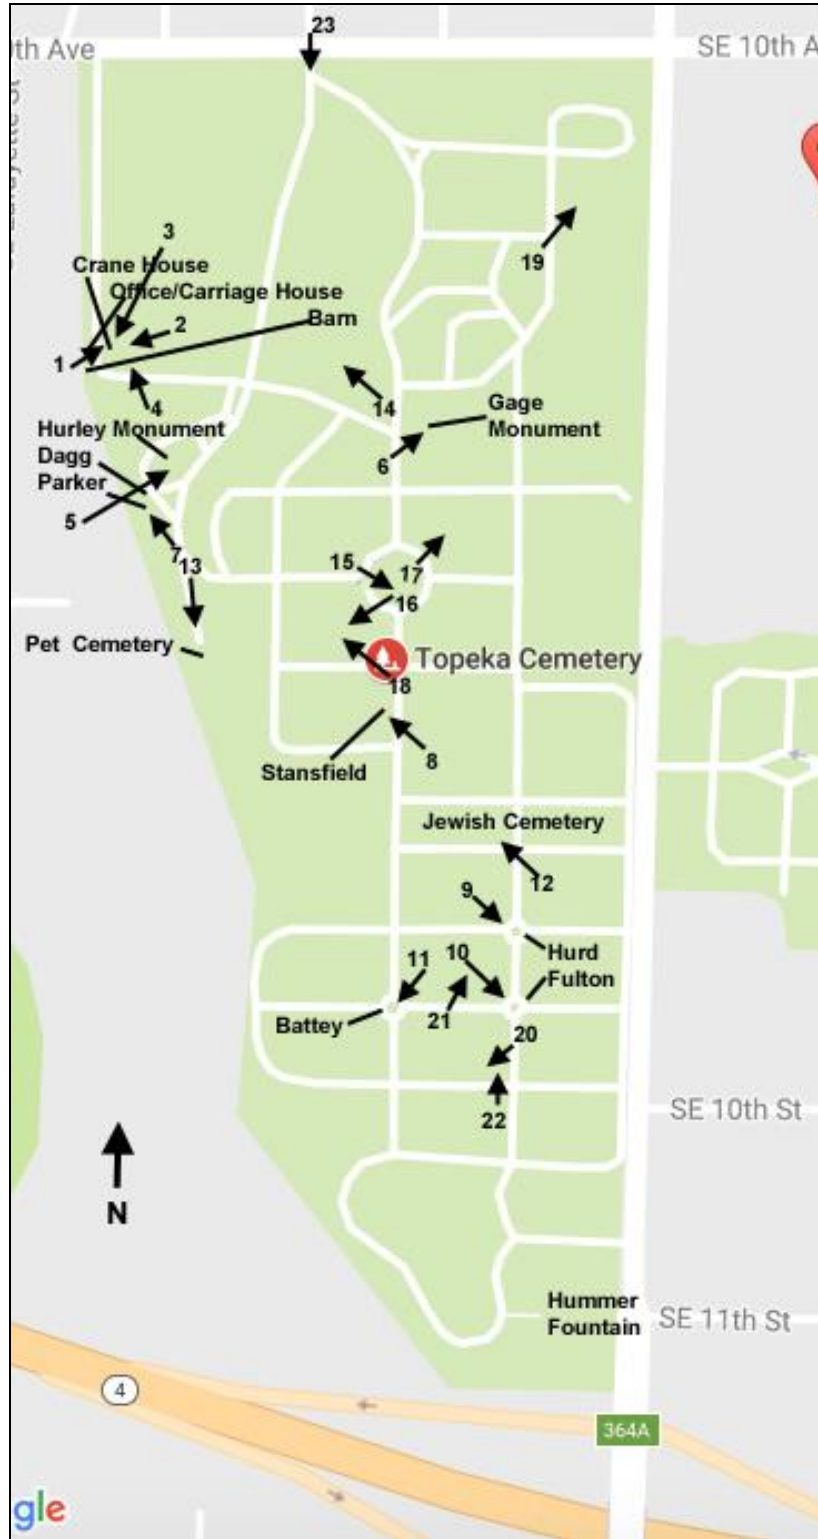 23
0th Ave
SE 10th A
3
Crane House
Office/Carriage House
2
Barn
19
1
4
14
Gage
Monument
Hurley Monument
Dagg
Parker
6
5
7
13
15
17
16
Pet Cemetery
Topeka Cemetery
18
8
Stansfield
Jewish Cemetery
12
9
11
10
Hurd
Fulton
Battey
21
20
22
SE 10th St
N
Hummer
Fountain
SE 11th St
4
364A
gle